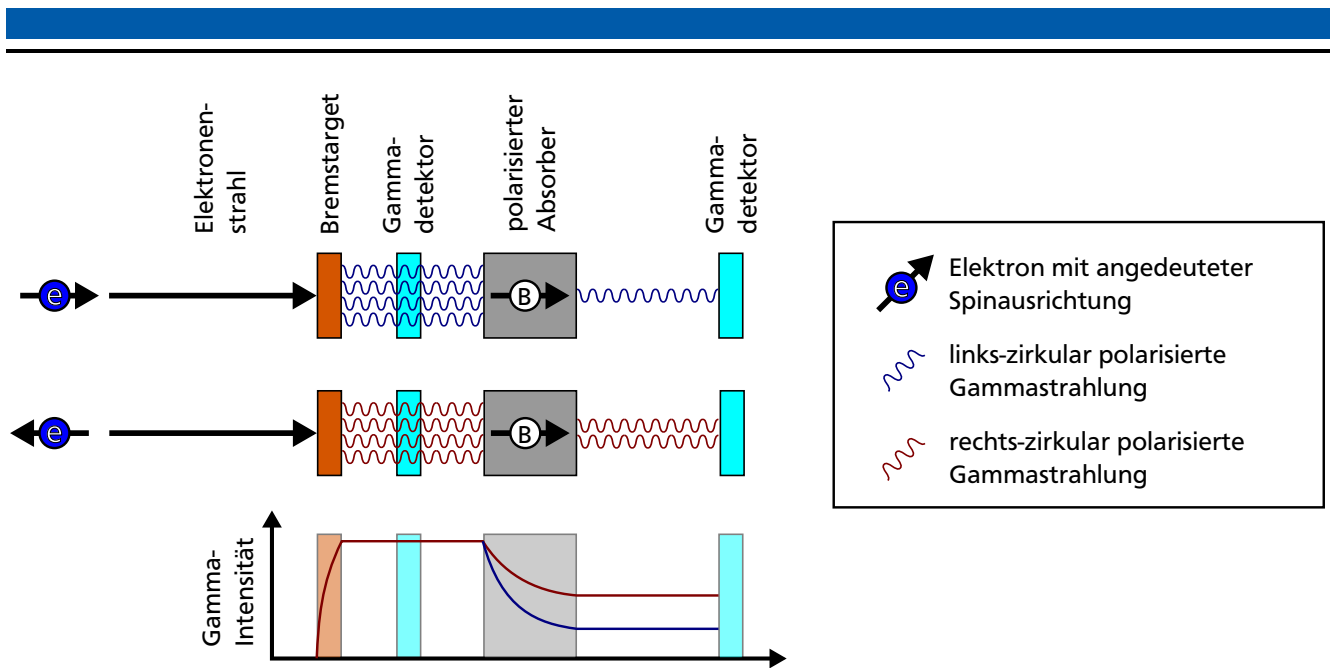 Elektronen-
strahl
Bremstarget
Gamma-
detektor
polarisierter
Absorber
Gamma-
detektor
e
B
e
B
e
Elektron mit angedeuteter
Spinausrichtung
links-zirkular polarisierte
Gammastrahlung
rechts-zirkular polarisierte
Gammastrahlung
Gamma-
Intensität